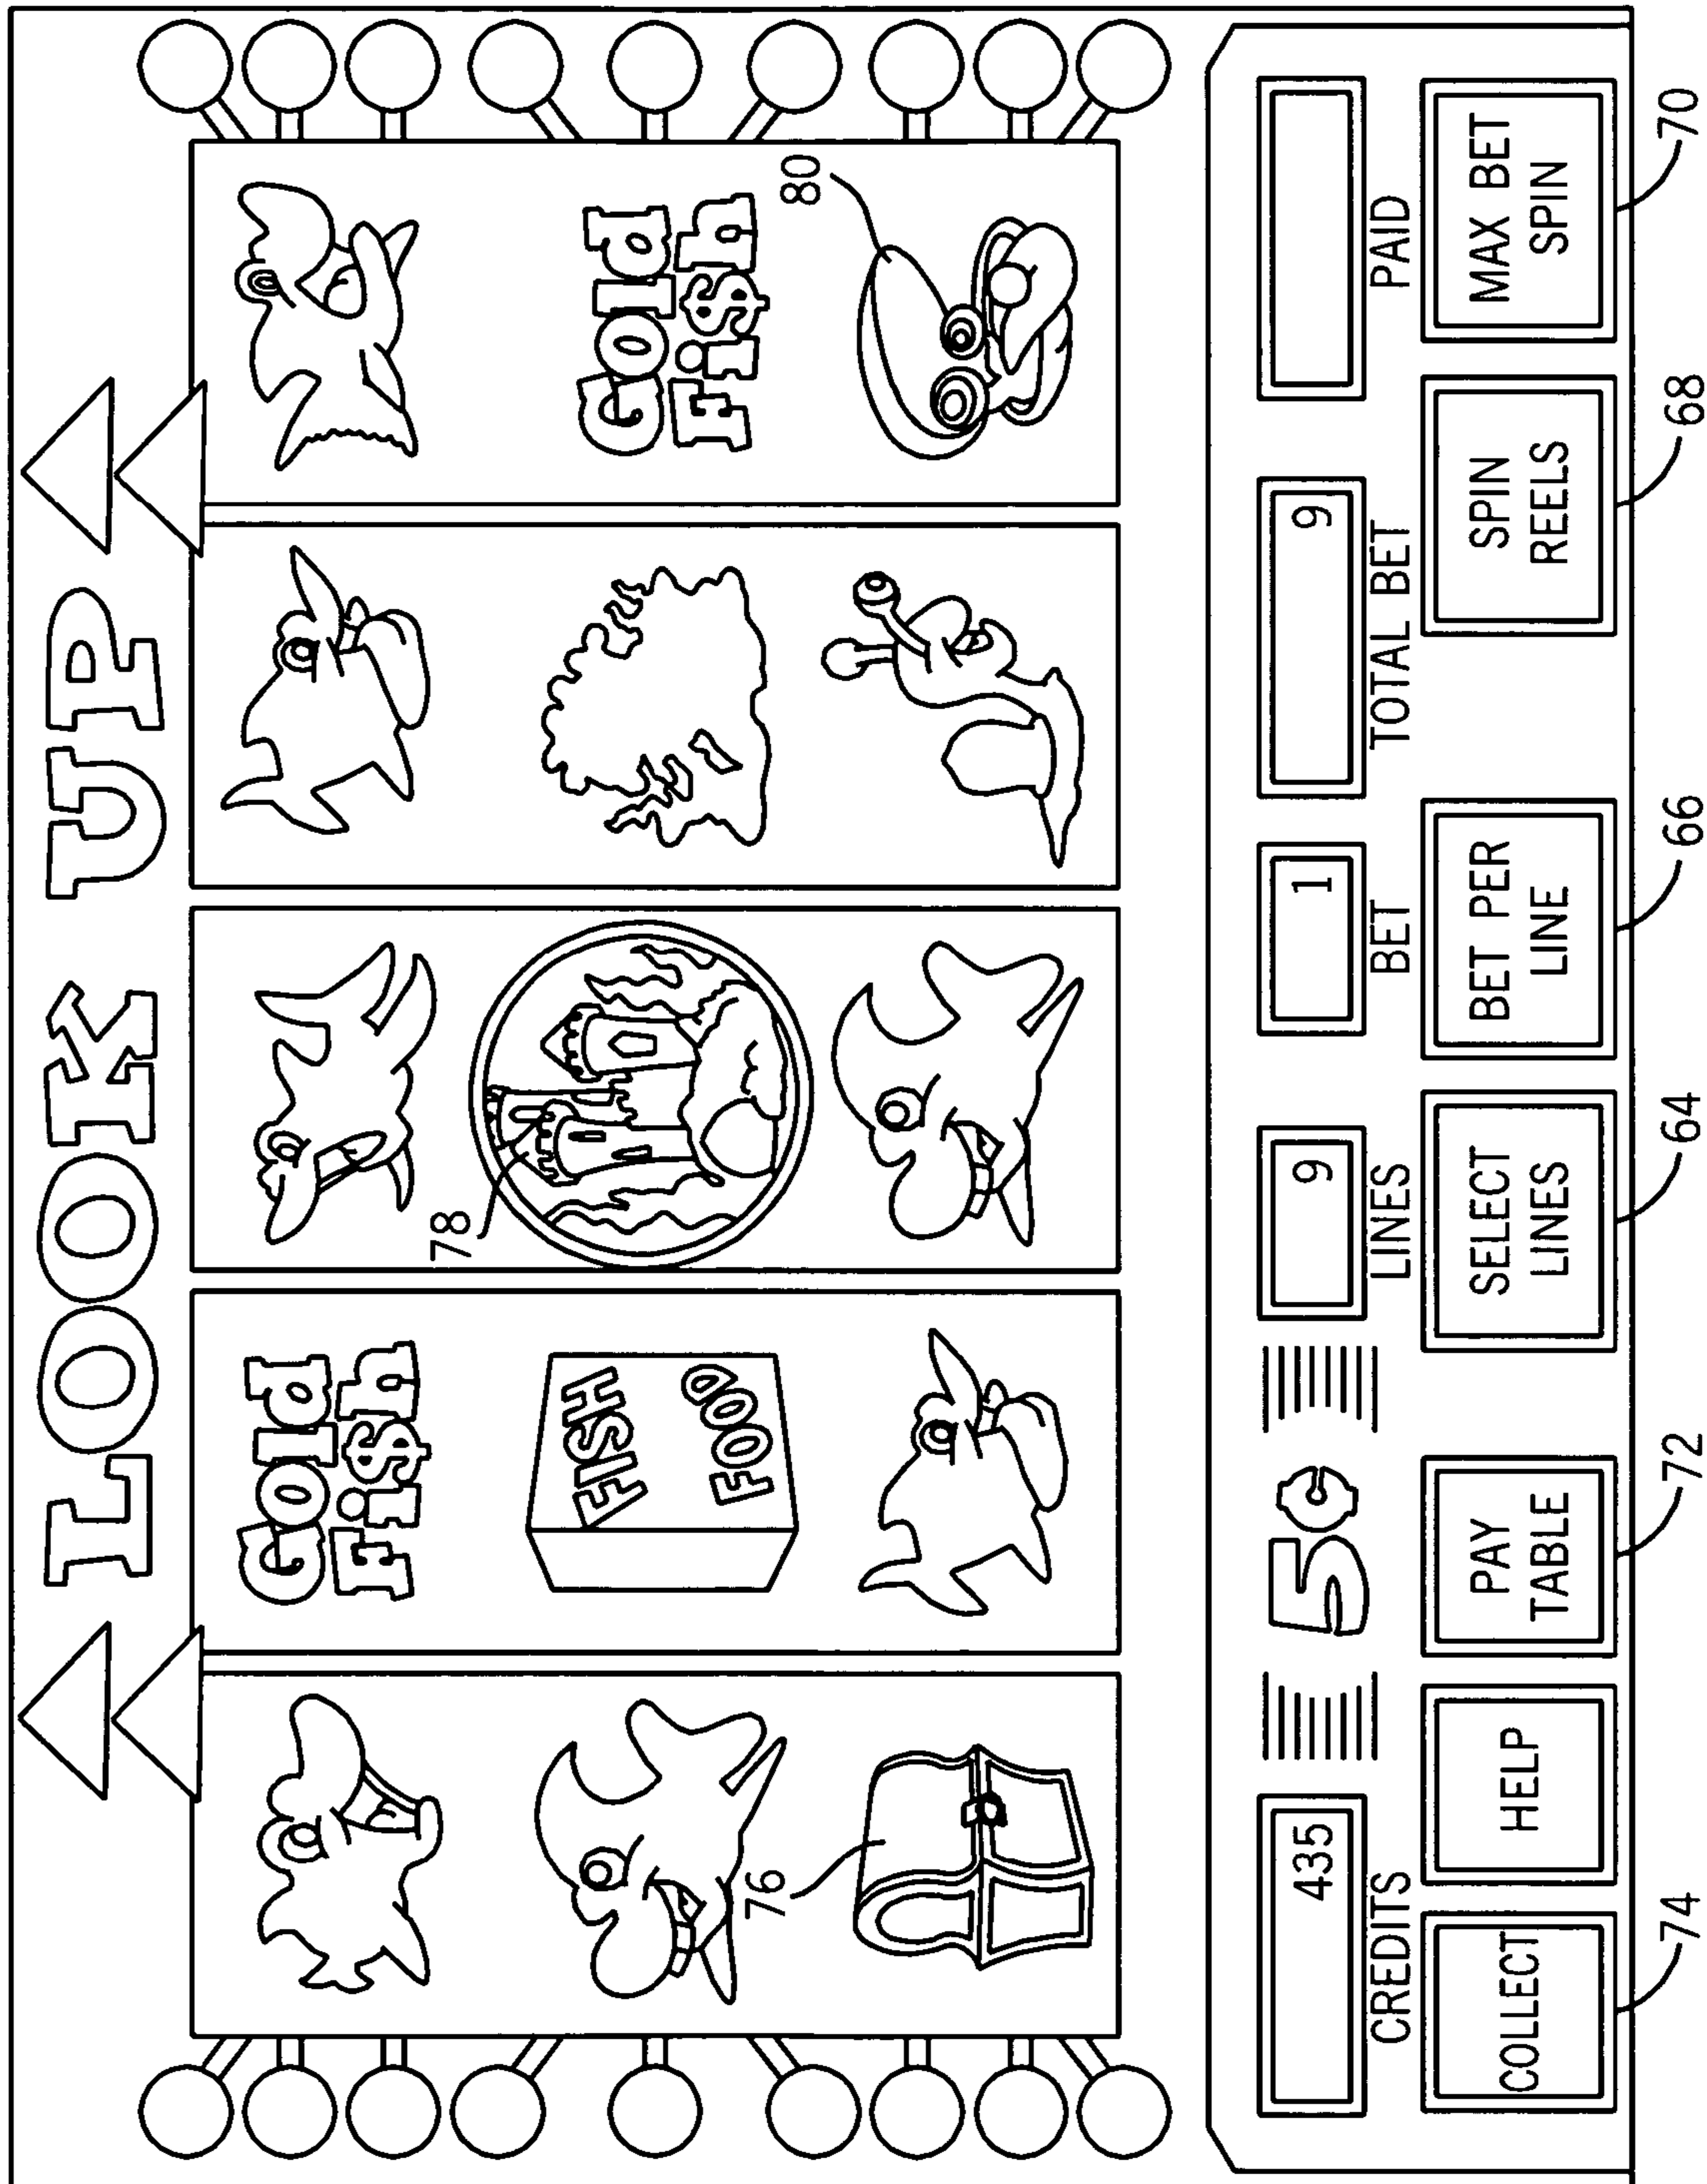 LOOK UP
Gold
Fi$h
FISH
FOOD
78
Gold
Fi$h
80
76
435
9
1
9
CREDITS
5¢
LINES
BET
TOTAL BET
PAID
COLLECT
HELP
PAY
TABLE
SELECT
LINES
BET PER
LINE
SPIN
REELS
MAX BET
SPIN
74
72
64
66
68
70